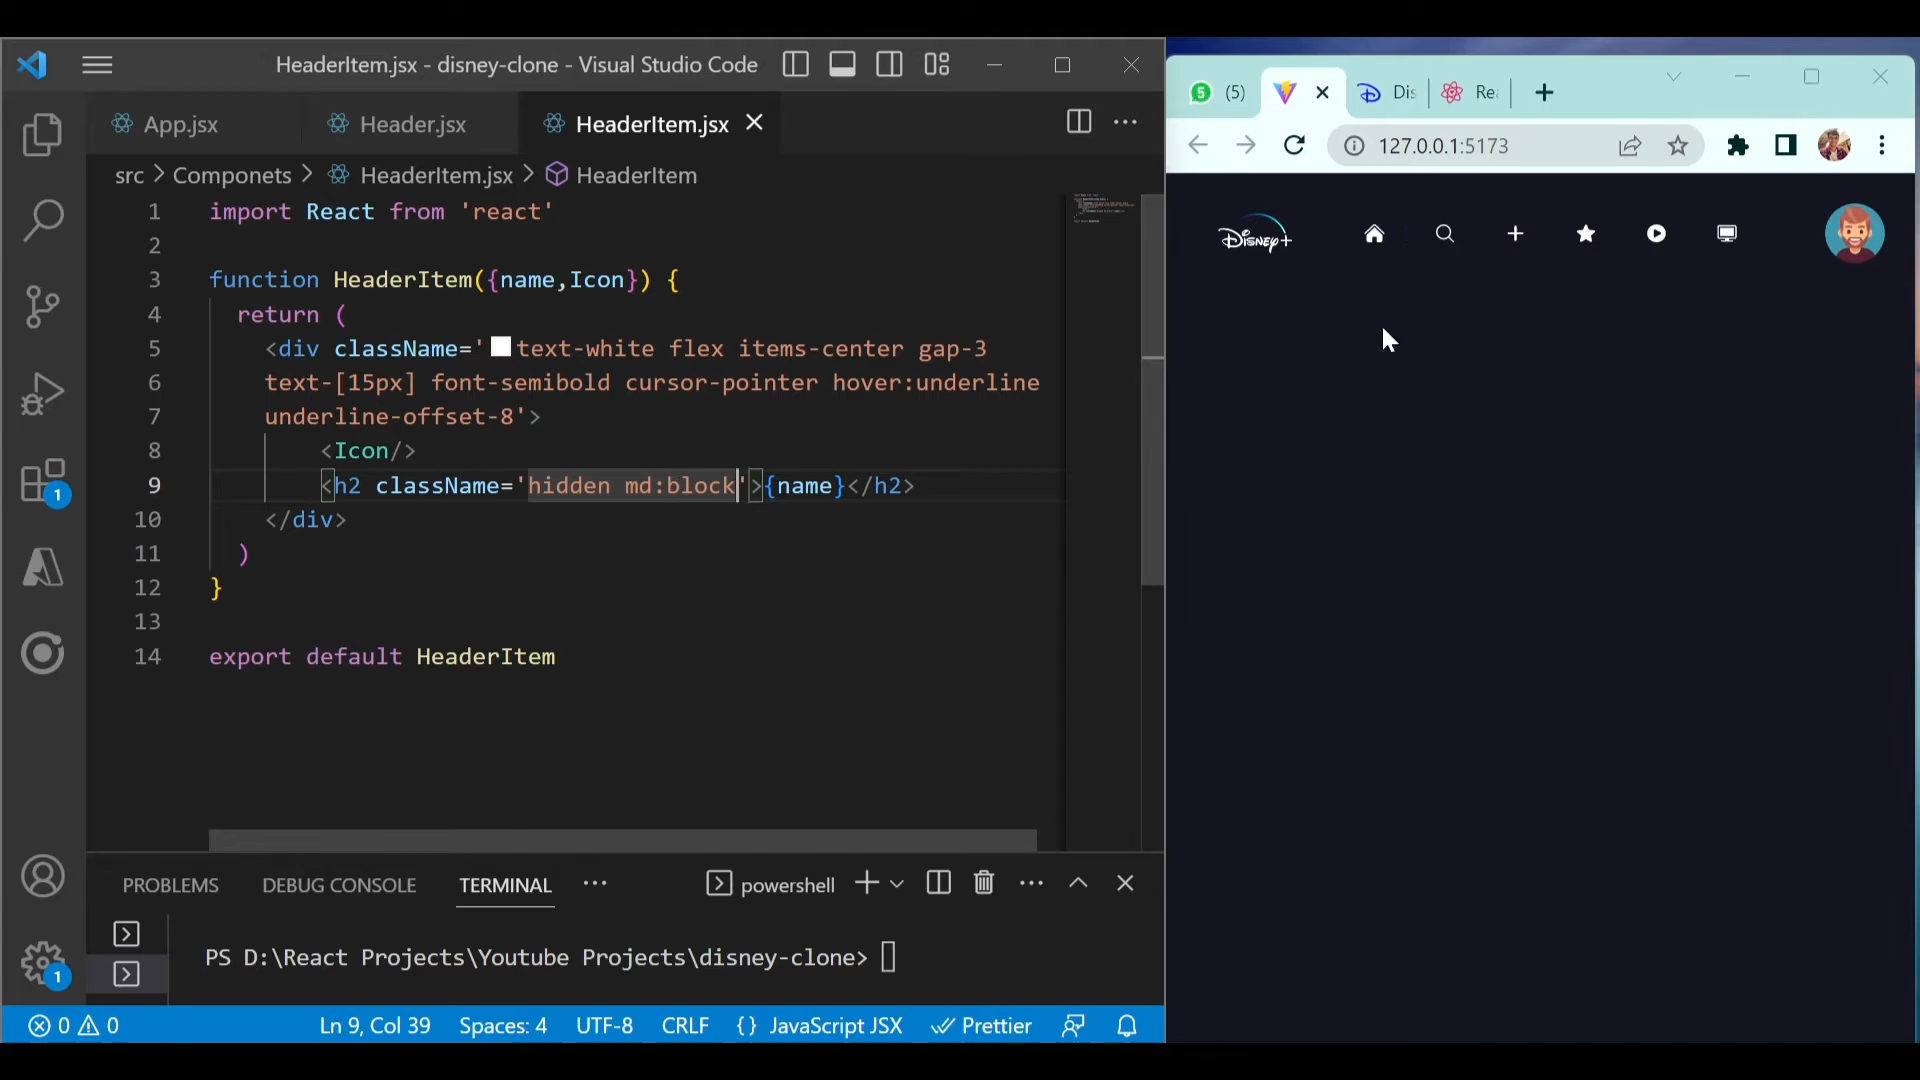 HeaderItem.jsx - disney-clone - Visual Studio Code
App.jsx
Header.jsx
HeaderItem.jsx
src > Componets > HeaderItem.jsx > HeaderItem
1 import React from 'react'
2
3 function HeaderItem({name,Icon}) {
4 return (
5 <div className='text-white flex items-center gap-3
6 text-[15px] font-semibold cursor-pointer hover:underline
7 underline-offset-8'>
8 <Icon/>
9 <h2 className='hidden md:block'>{name}</h2>
10 </div>
11 )
12 }
13
14 export default HeaderItem
1
1
PROBLEMS DEBUG CONSOLE TERMINAL ··· powershell
PS D:\React Projects\Youtube Projects\disney-clone>
0 0 Ln 9, Col 39 Spaces: 4 UTF-8 CRLF {} JavaScript JSX Prettier
5 (5) Dis Rea
127.0.0.1:5173
Disney+